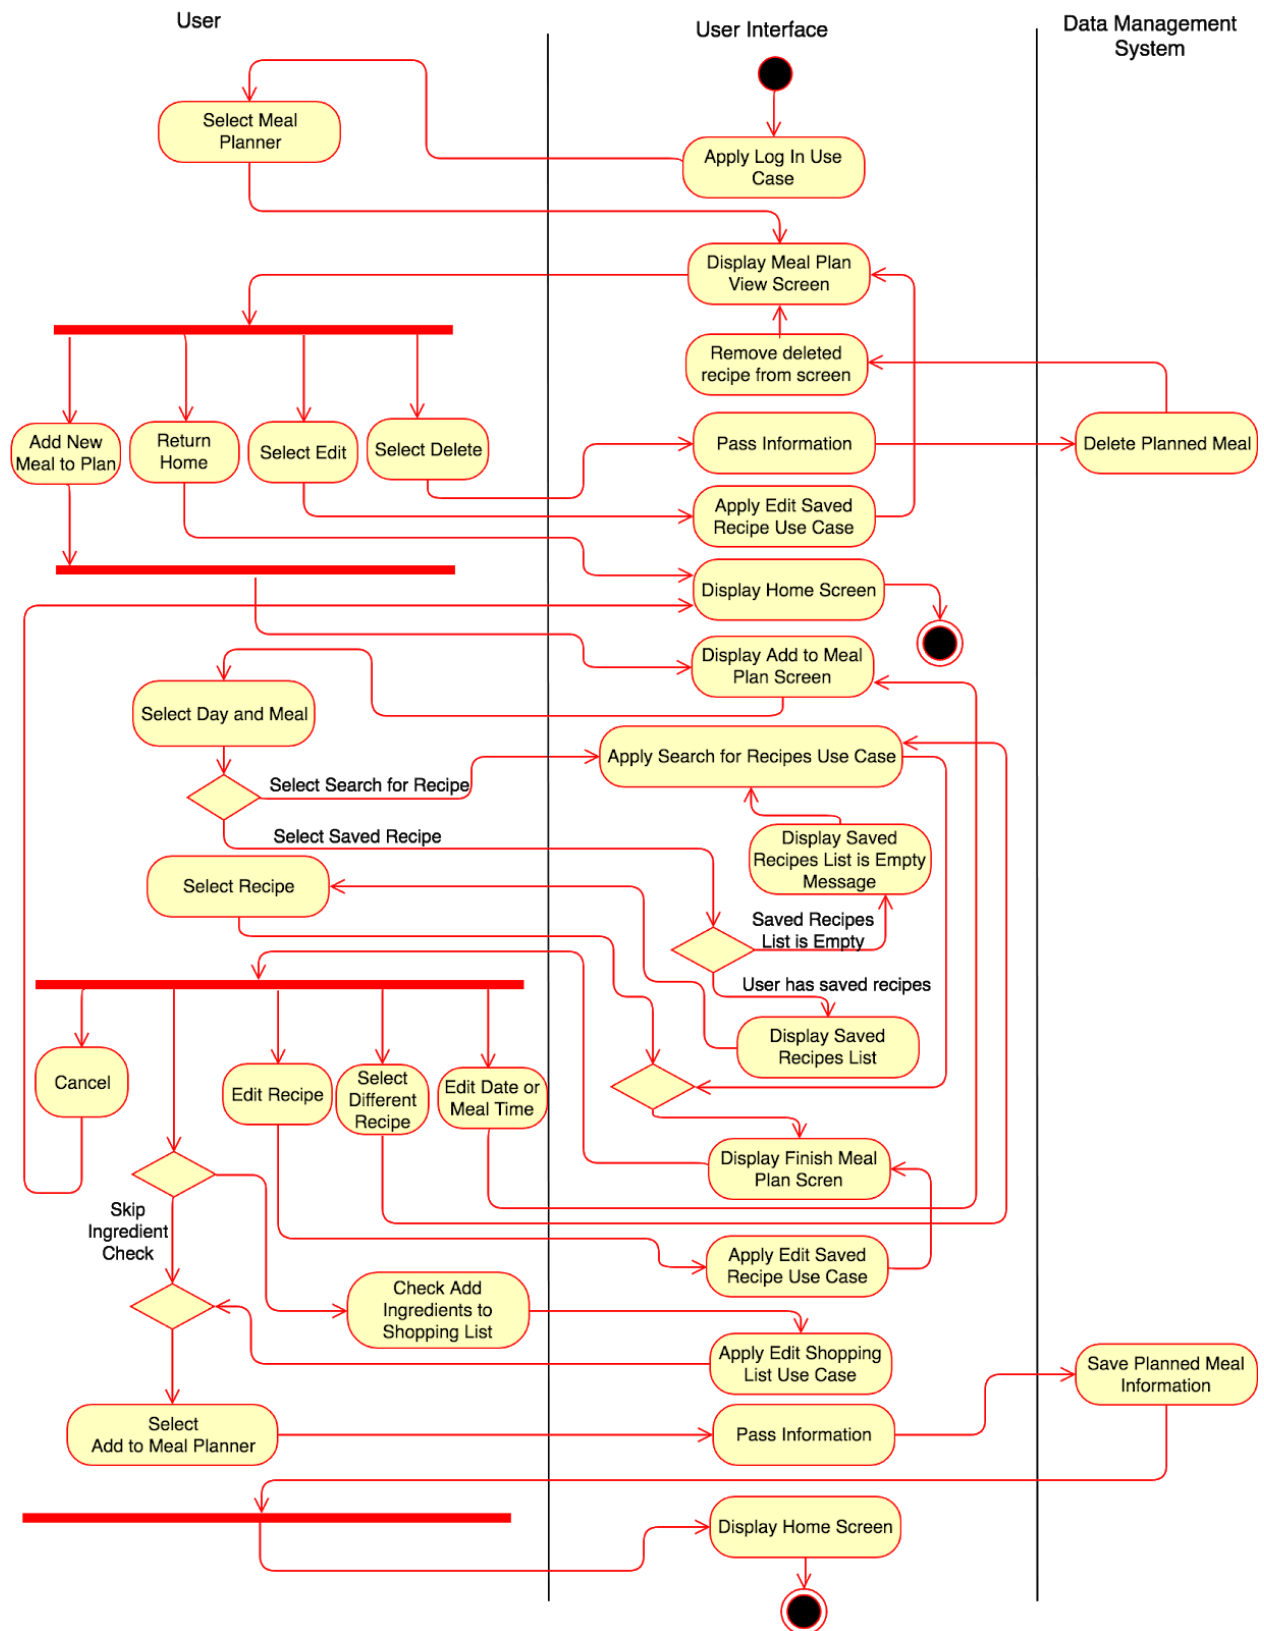 User
User Interface
Data Management
System
Select Meal
Planner
Apply Log In Use
Case
Display Meal Plan
View Screen
Remove deleted
recipe from screen
Add New
Meal to Plan
Return
Home
Select Edit
Select Delete
Pass Information
Delete Planned Meal
Apply Edit Saved
Recipe Use Case
Display Home Screen
Display Add to Meal
Plan Screen
Select Day and Meal
Select Search for Recipe
Apply Search for Recipes Use Case
Select Saved Recipe
Display Saved
Recipes List is Empty
Message
Select Recipe
Saved Recipes
List is Empty
User has saved recipes
Display Saved
Recipes List
Cancel
Edit Recipe
Select
Different
Recipe
Edit Date or
Meal Time
Display Finish Meal
Plan Scren
Skip
Ingredient
Check
Apply Edit Saved
Recipe Use Case
Check Add
Ingredients to
Shopping List
Apply Edit Shopping
List Use Case
Save Planned Meal
Information
Select
Add to Meal Planner
Pass Information
Display Home Screen